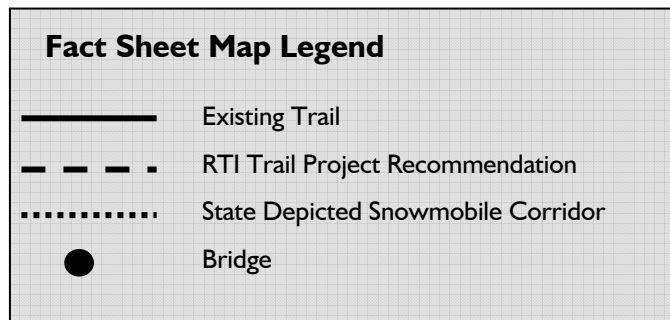 Fact Sheet Map Legend
Existing Trail
RTI Trail Project Recommendation
State Depicted Snowmobile Corridor
Bridge